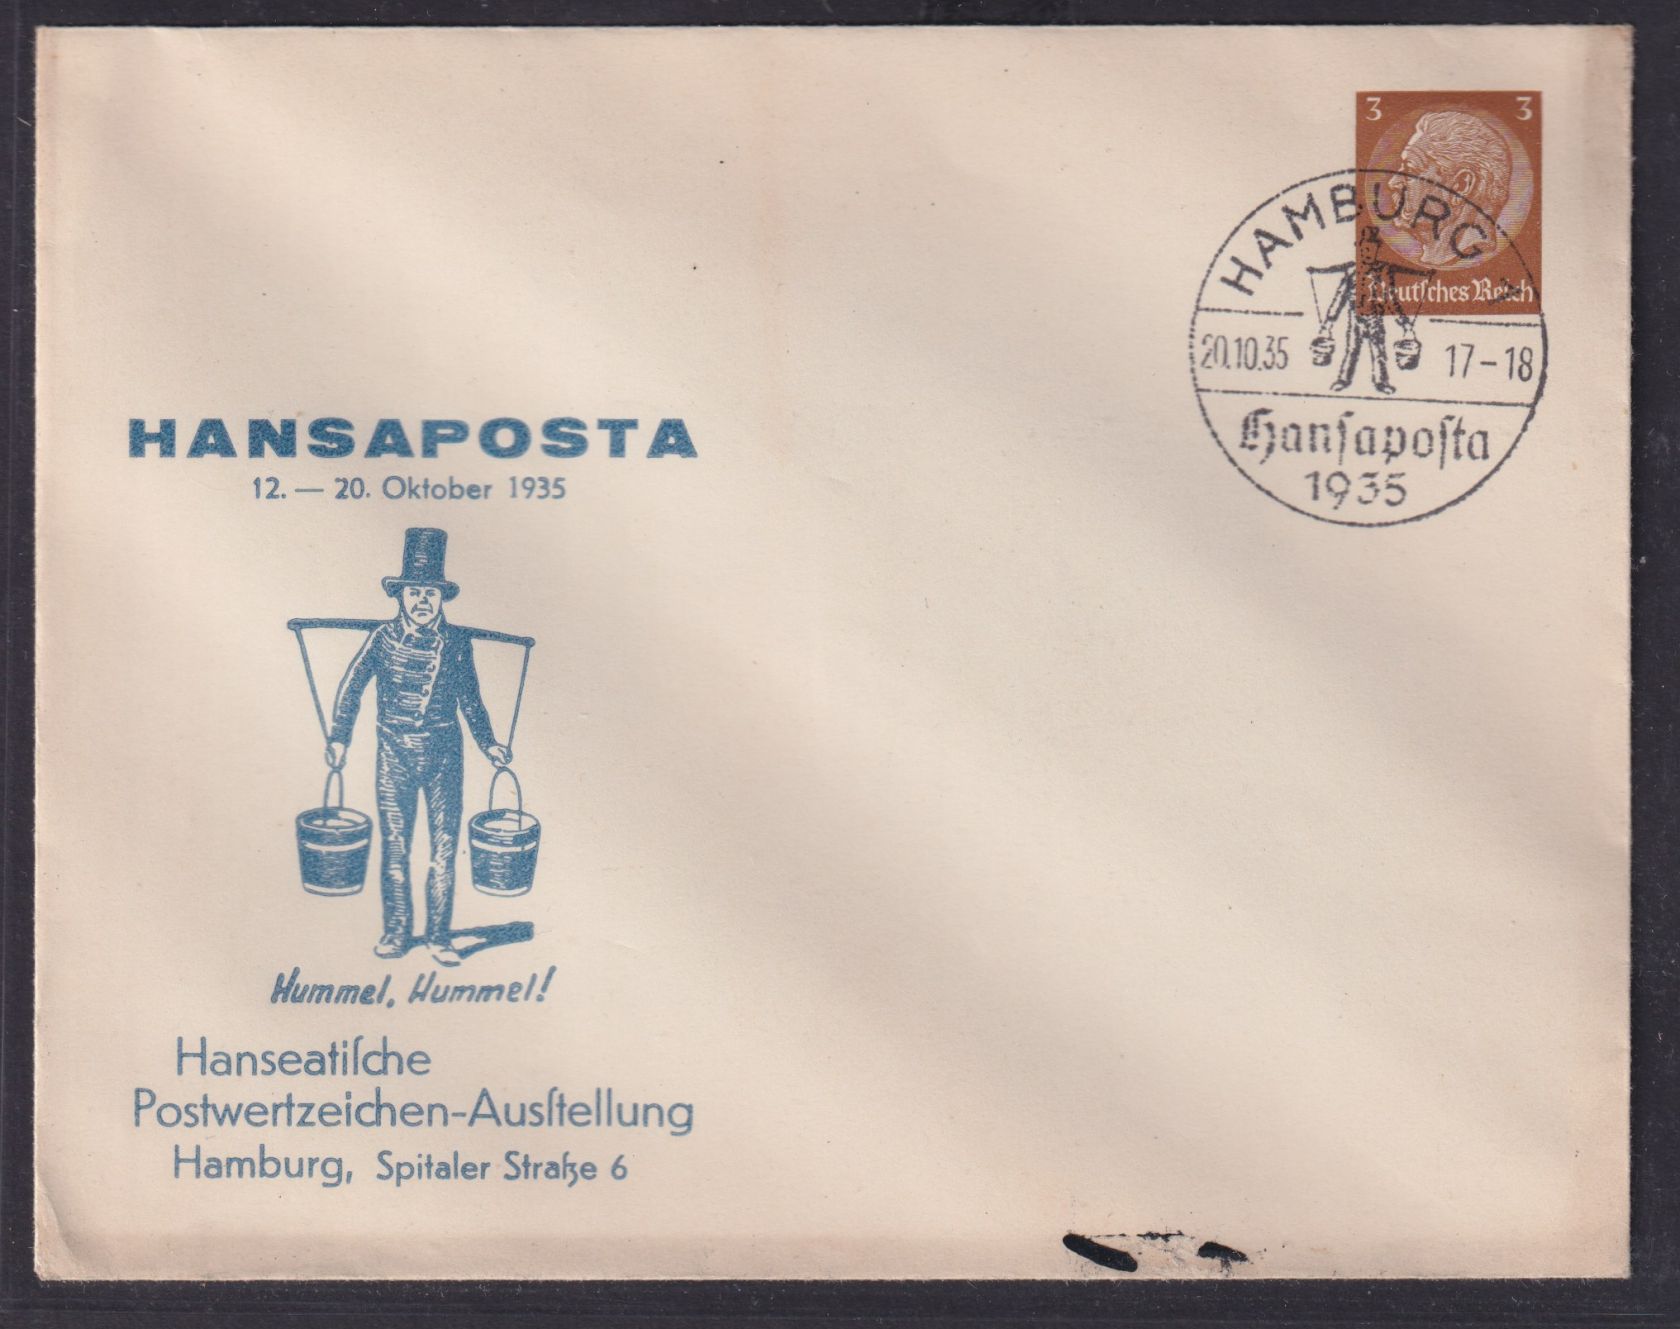 3 3
Deutſches Reich
HAMBURG
20.10.35 17-18
Hanſapoſta
1935
HANSAPOSTA
12. — 20. Oktober 1935
Hummel, Hummel!
Hanseatiſche
Postwertzeichen-Ausſtellung
Hamburg, Spitaler Straße 6